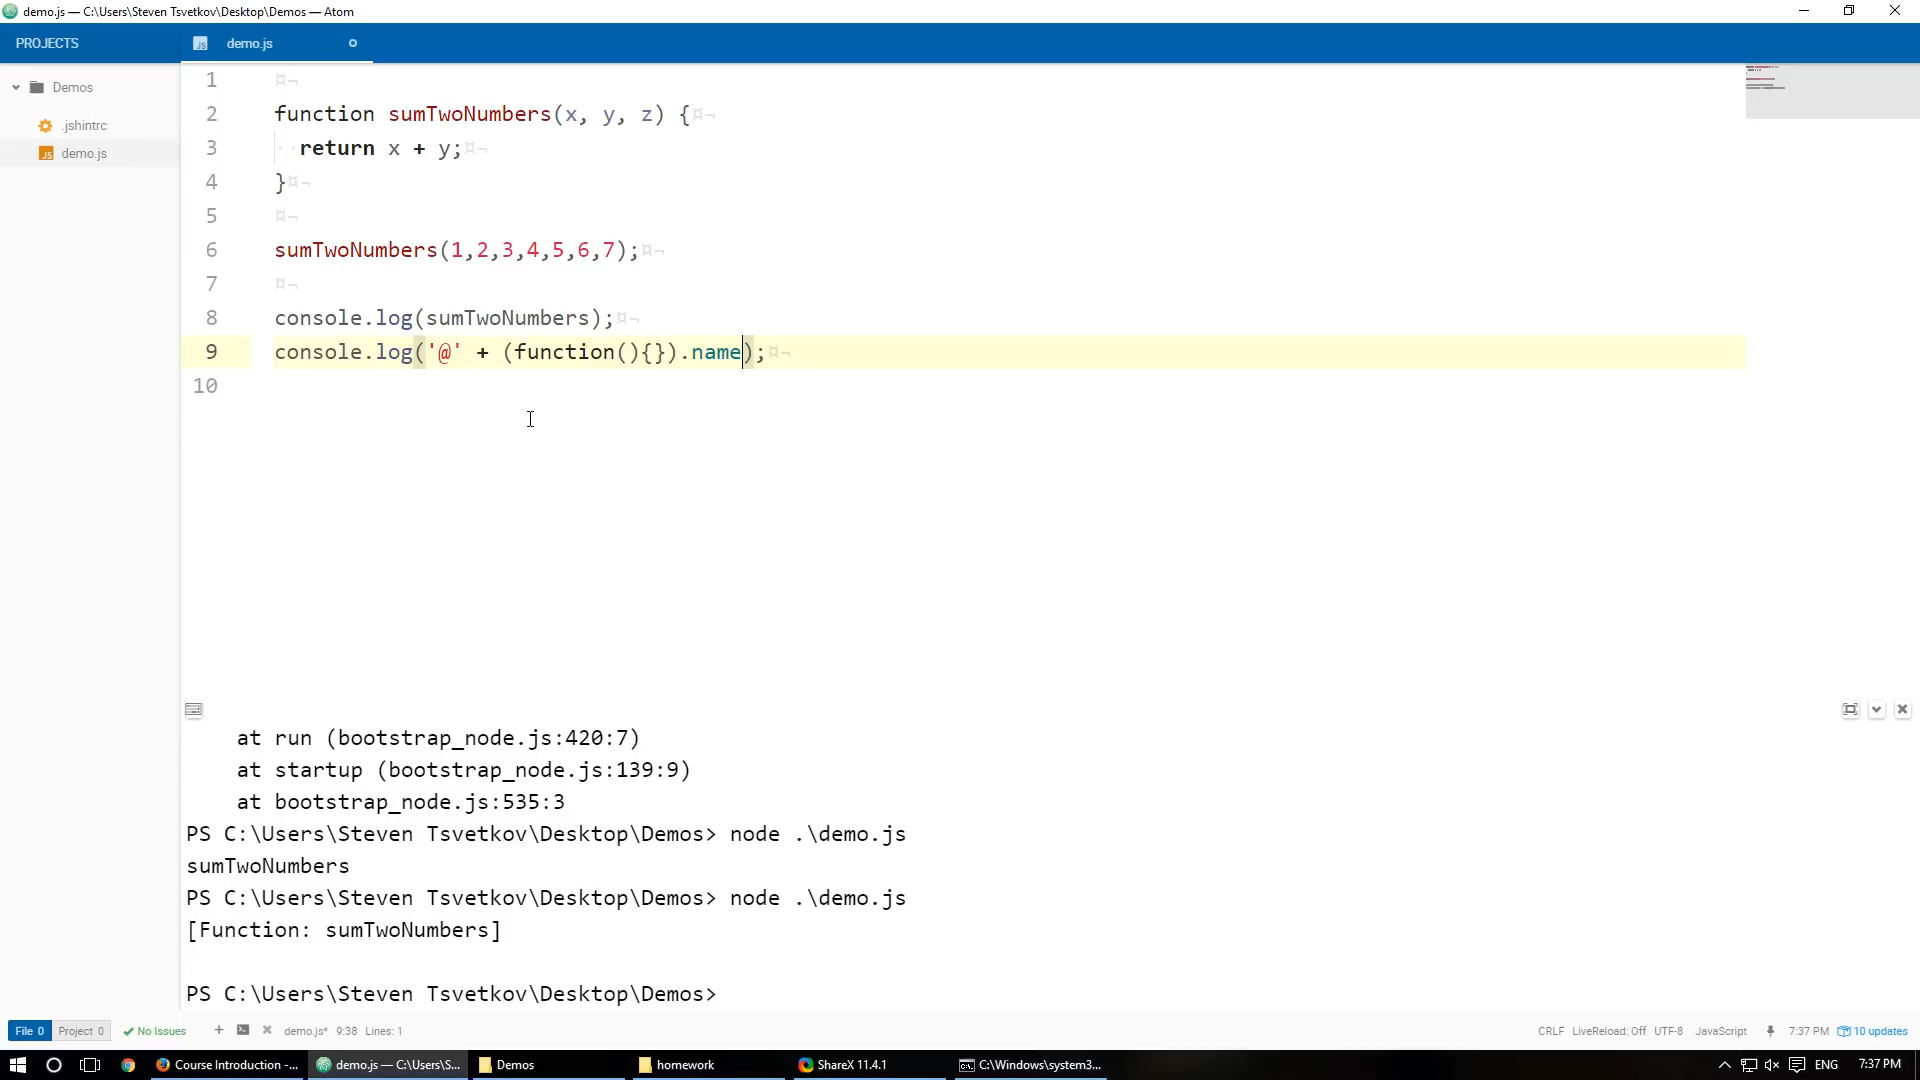 demo.js — C:\Users\Steven Tsvetkov\Desktop\Demos — Atom
PROJECTS
demo.js
Demos
.jshintrc
demo.js
1
2 function sumTwoNumbers(x, y, z) {
3 return x + y;
4 }
5
6 sumTwoNumbers(1,2,3,4,5,6,7);
7
8 console.log(sumTwoNumbers);
9 console.log('@' + (function(){}).name);
10
at run (bootstrap_node.js:420:7)
at startup (bootstrap_node.js:139:9)
at bootstrap_node.js:535:3
PS C:\Users\Steven Tsvetkov\Desktop\Demos> node .\demo.js
sumTwoNumbers
PS C:\Users\Steven Tsvetkov\Desktop\Demos> node .\demo.js
[Function: sumTwoNumbers]
PS C:\Users\Steven Tsvetkov\Desktop\Demos>
File 0 Project 0 No Issues demo.js* 9:38 Lines: 1 CRLF LiveReload: Off UTF-8 JavaScript 7:37 PM 10 updates
Course Introduction -... demo.js — C:\Users\S... Demos homework ShareX 11.4.1 C:\Windows\system3... ENG 7:37 PM